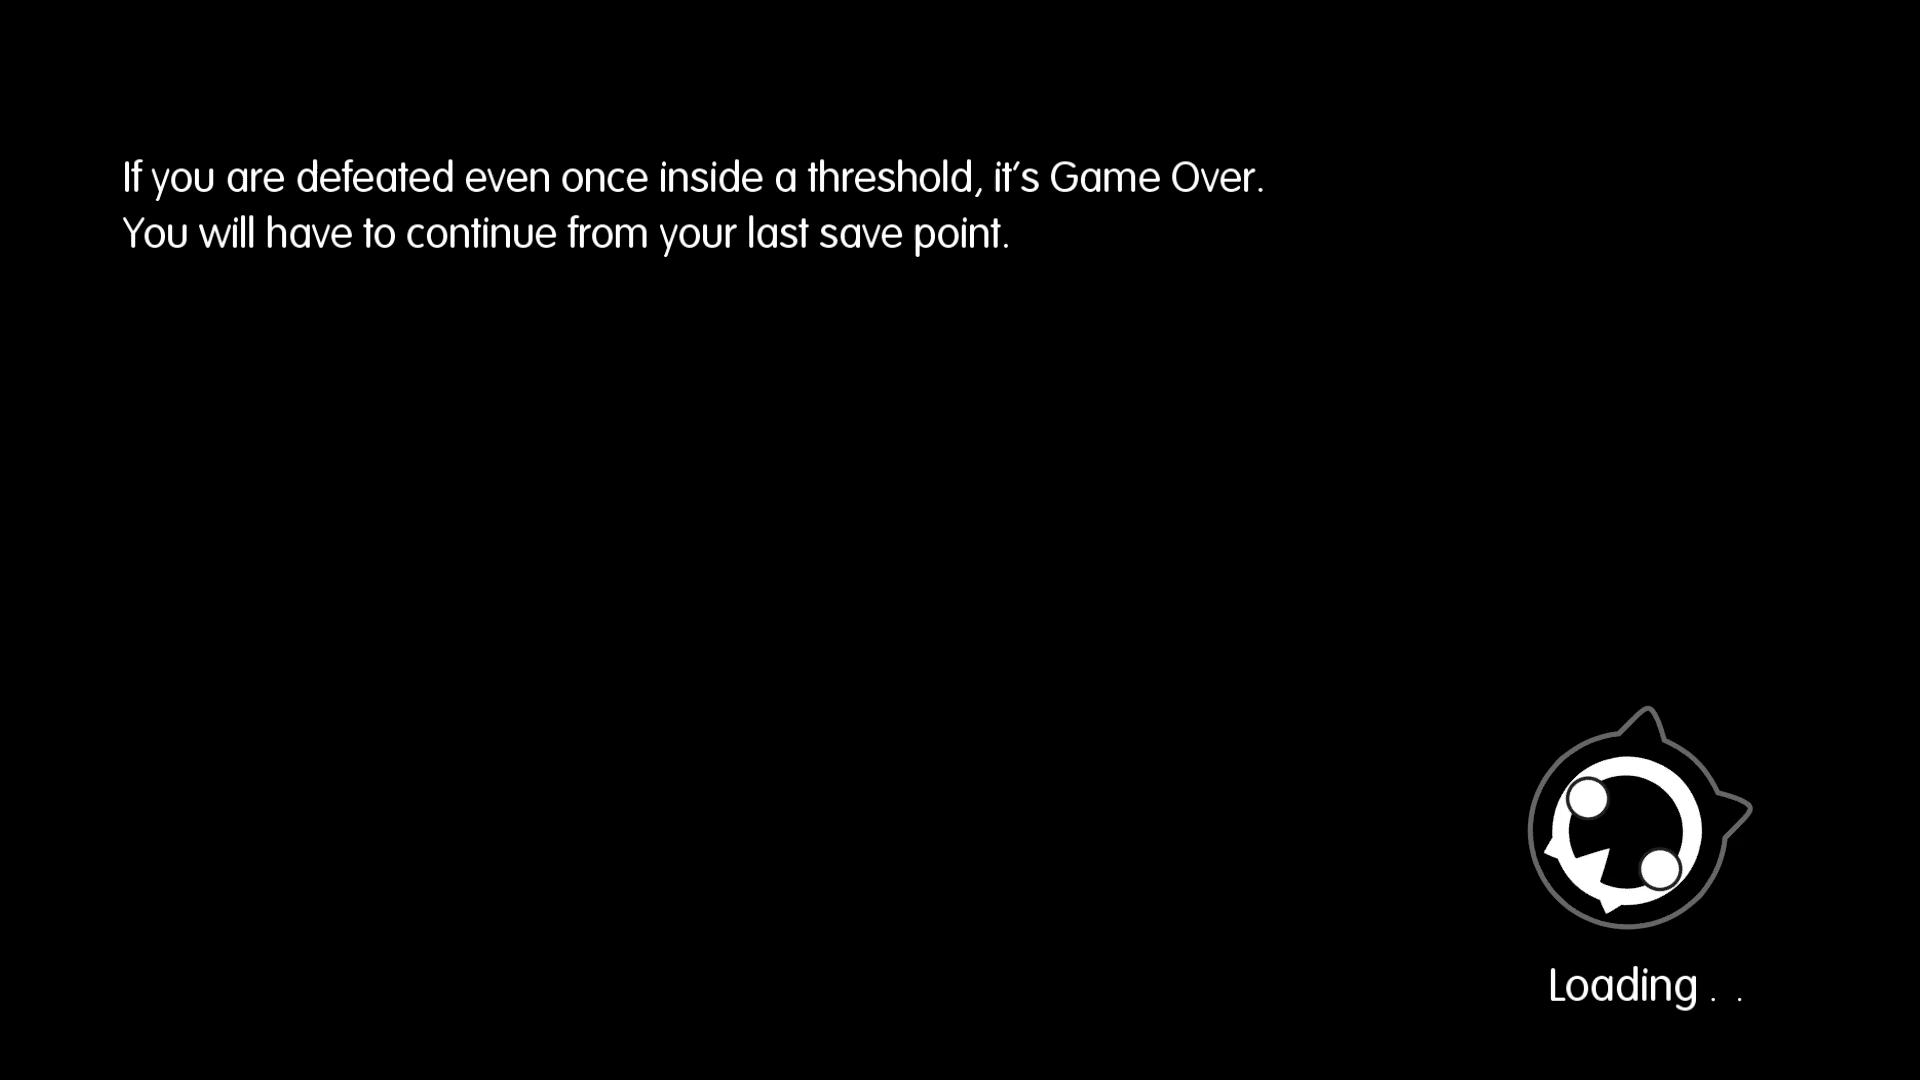 If you are defeated even once inside a threshold, it's Game Over.
You will have to continue from your last save point.
Loading . .